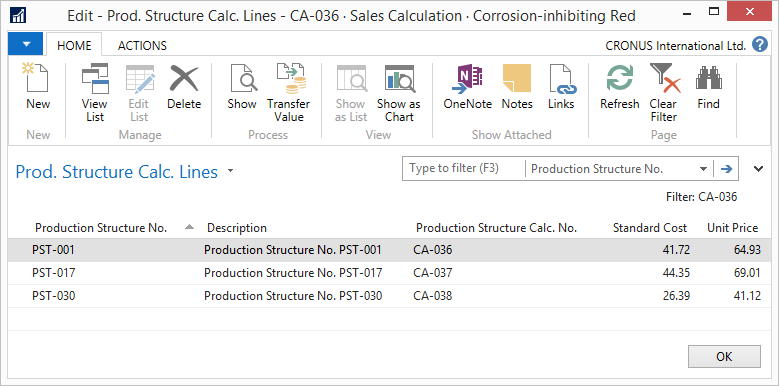 Edit - Prod. Structure Calc. Lines - CA-036 · Sales Calculation · Corrosion-inhibiting Red
HOME ACTIONS CRONUS International Ltd. ?
New View List Edit List Delete Show Transfer Value Show as List Show as Chart OneNote Notes Links Refresh Clear Filter Find
New Manage Process View Show Attached Page
Prod. Structure Calc. Lines Type to filter (F3) Production Structure No.
Filter: CA-036
Production Structure No. Description Production Structure Calc. No. Standard Cost Unit Price
PST-001 Production Structure No. PST-001 CA-036 41.72 64.93
PST-017 Production Structure No. PST-017 CA-037 44.35 69.01
PST-030 Production Structure No. PST-030 CA-038 26.39 41.12
OK